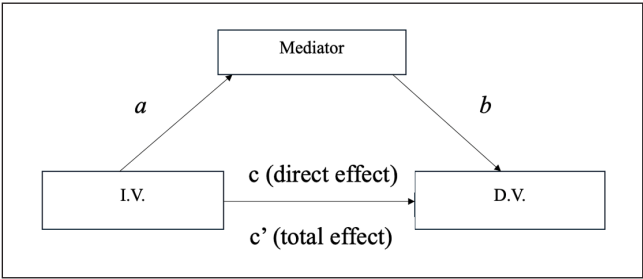 Mediator
a
b
c (direct effect)
I.V.
D.V.
c’ (total effect)